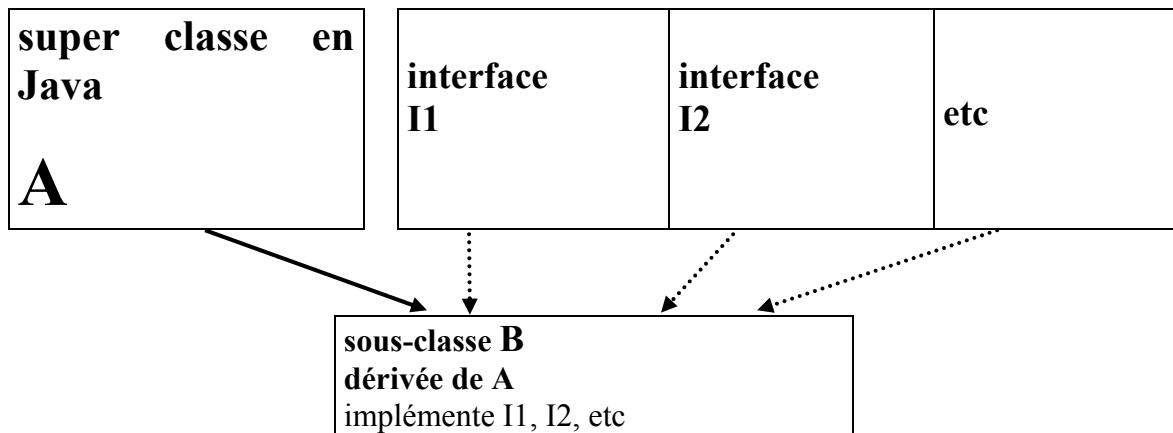 super classe en
Java
A
interface
I1
interface
I2
etc
sous-classe B
dérivée de A
implémente I1, I2, etc